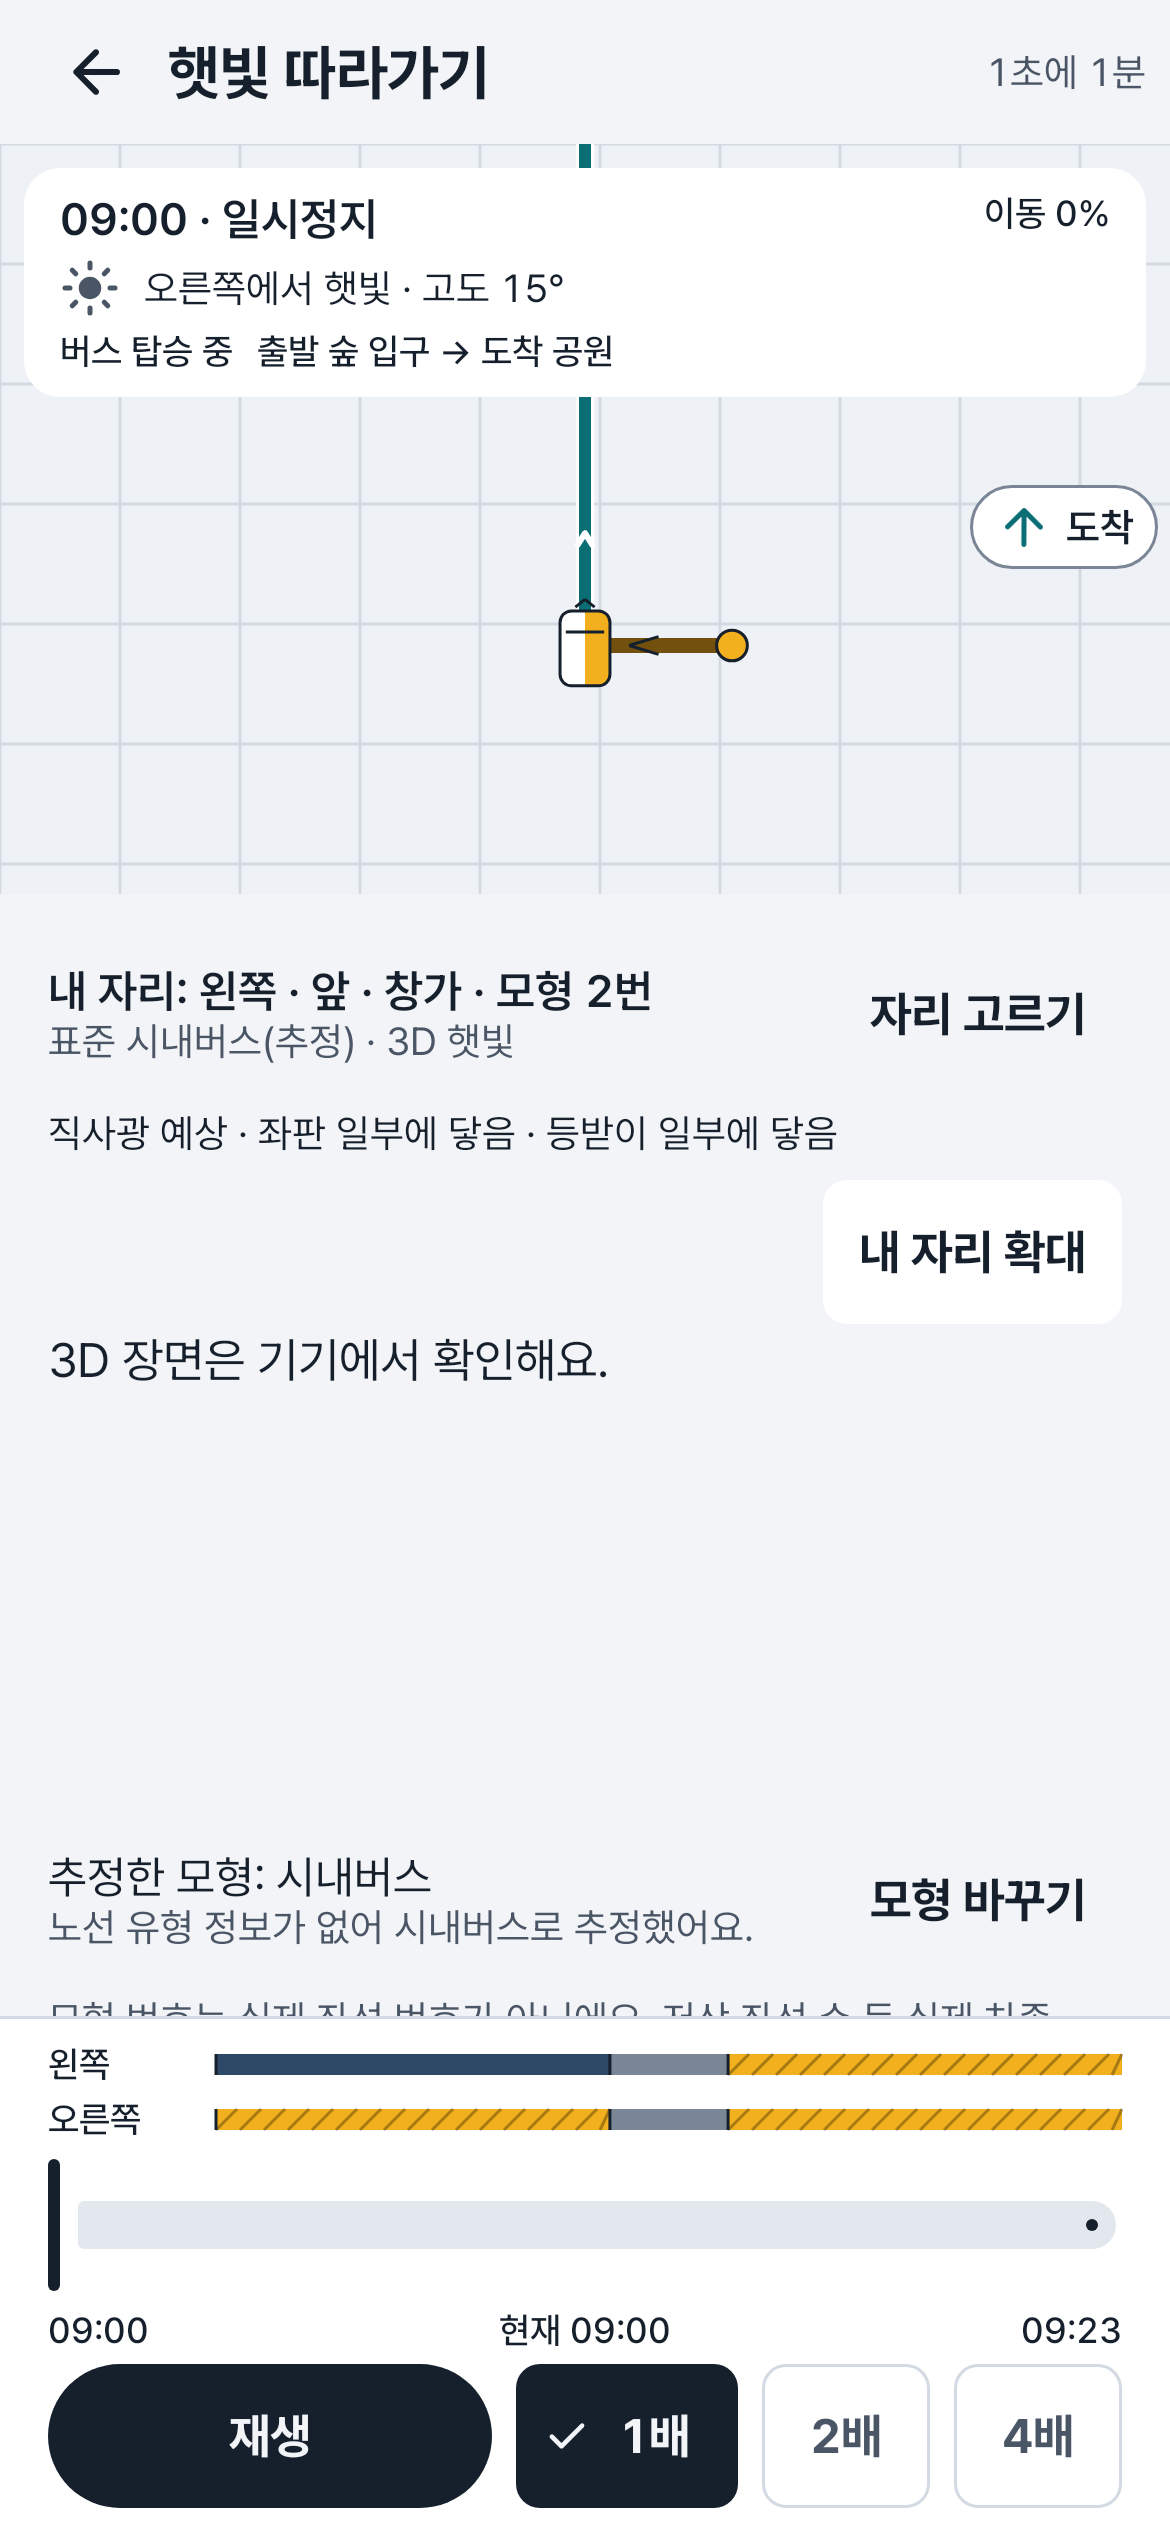 햇빛 따라가기
1초에 1분
09:00 · 일시정지
이동 0%
오른쪽에서 햇빛 · 고도 15°
버스 탑승 중 출발 숲 입구 → 도착 공원
도착
내 자리: 왼쪽 · 앞 · 창가 · 모형 2번
자리 고르기
표준 시내버스(추정) · 3D 햇빛
직사광 예상 · 좌판 일부에 닿음 · 등받이 일부에 닿음
내 자리 확대
3D 장면은 기기에서 확인해요.
추정한 모형: 시내버스
모형 바꾸기
노선 유형 정보가 없어 시내버스로 추정했어요.
왼쪽
오른쪽
09:00
현재 09:00
09:23
재생
1배
2배
4배